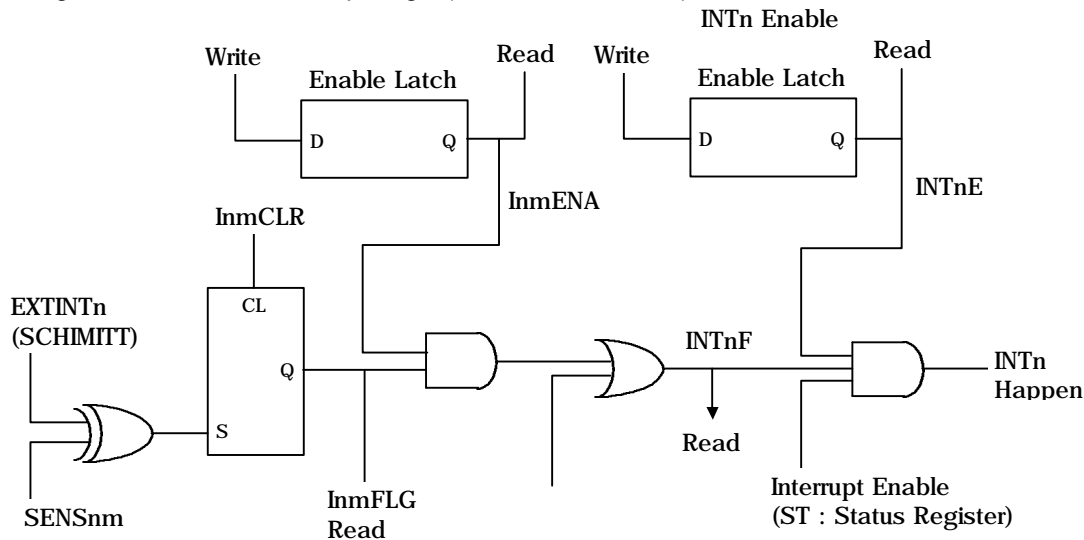 INTn Enable
Write
Read
Write
Read
Enable Latch
Enable Latch
D
Q
D
Q
InmENA
INTnE
InmCLR
EXTINTn
(SCHIMITT)
CL
Q
S
INTnF
INTn
Happen
Read
SENSnm
InmFLG
Read
Interrupt Enable
(ST : Status Register)